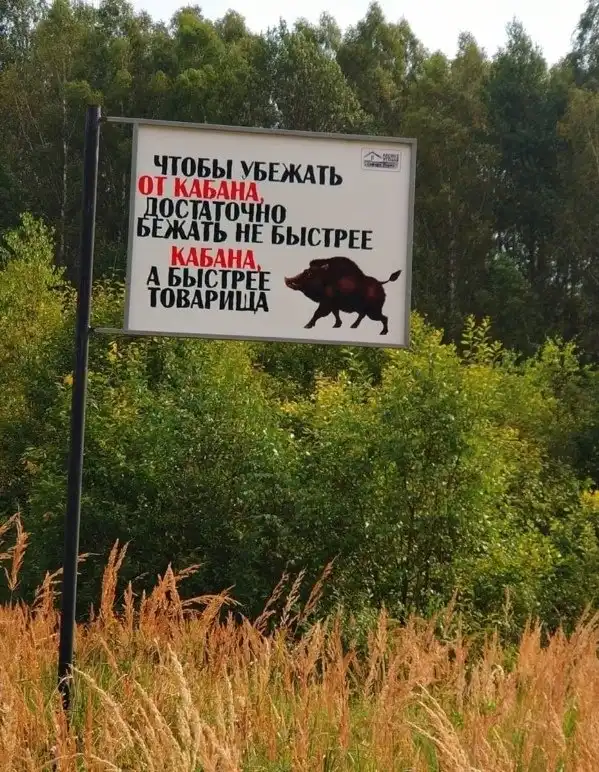 ЧТОБЫ УБЕЖАТЬ
ОТ КАБАНА,
ДОСТАТОЧНО
БЕЖАТЬ НЕ БЫСТРЕЕ
КАБАНА,
А БЫСТРЕЕ
ТОВАРИЩА